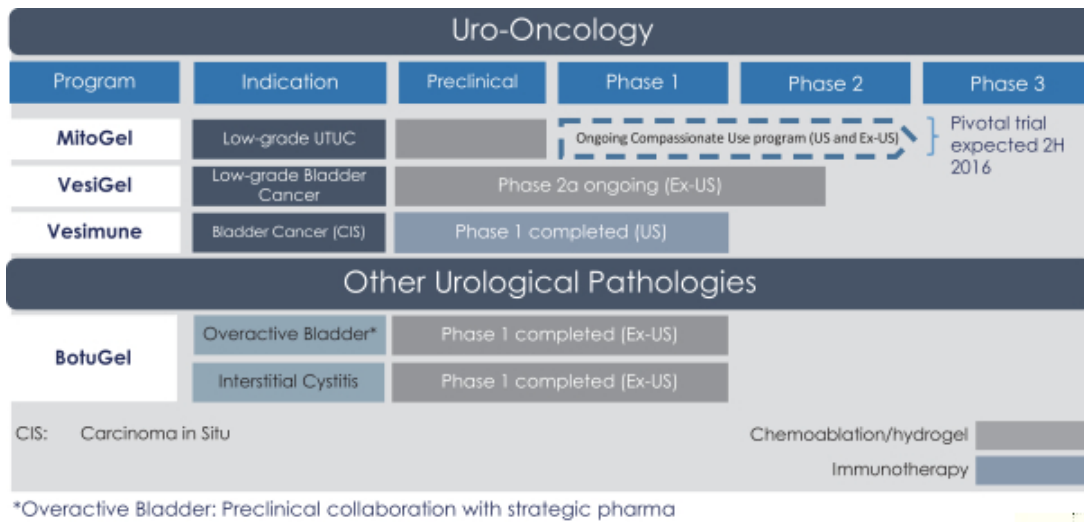 Uro-Oncology
Program Indication Preclinical Phase 1 Phase 2 Phase 3
MitoGel Low-grade UTUC Ongoing Compassionate Use program (US and Ex-US) Pivotal trial
expected 2H
2016
VesiGel Low-grade Bladder
Cancer Phase 2a ongoing (Ex-US)
Vesimune Bladder Cancer (CIS) Phase 1 completed (US)
Other Urological Pathologies
BotuGel
Overactive Bladder* Phase 1 completed (Ex-US)
Interstitial Cystitis Phase 1 completed (Ex-US)
CIS: Carcinoma in Situ
Chemoablation/hydrogel
Immunotherapy
*Overactive Bladder: Preclinical collaboration with strategic pharma